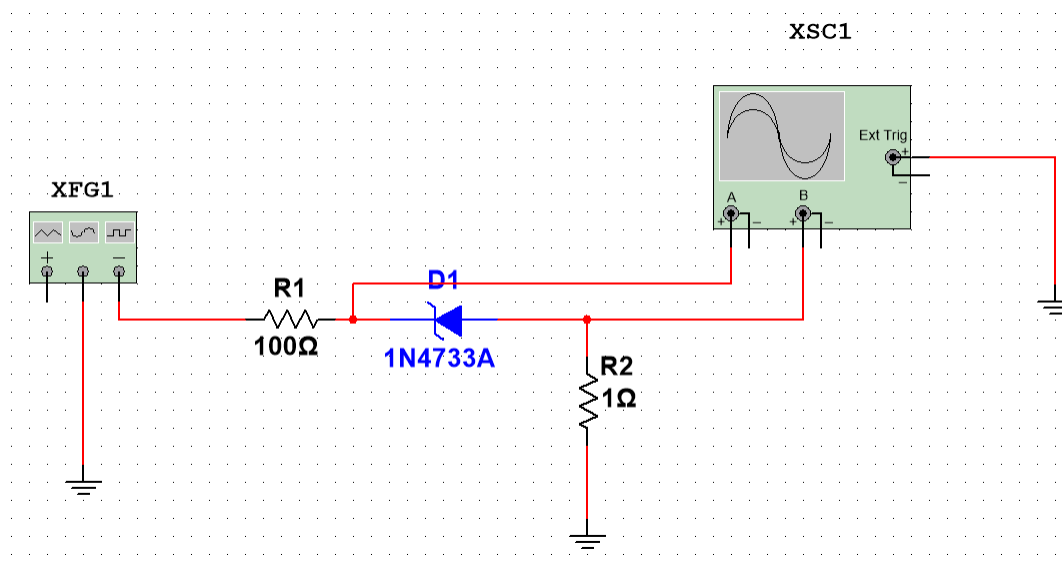 XSC1
Ext Trig
+
−
A
B
+ − + −
XFG1
+ −
D1
R1
100Ω
1N4733A
R2
1Ω